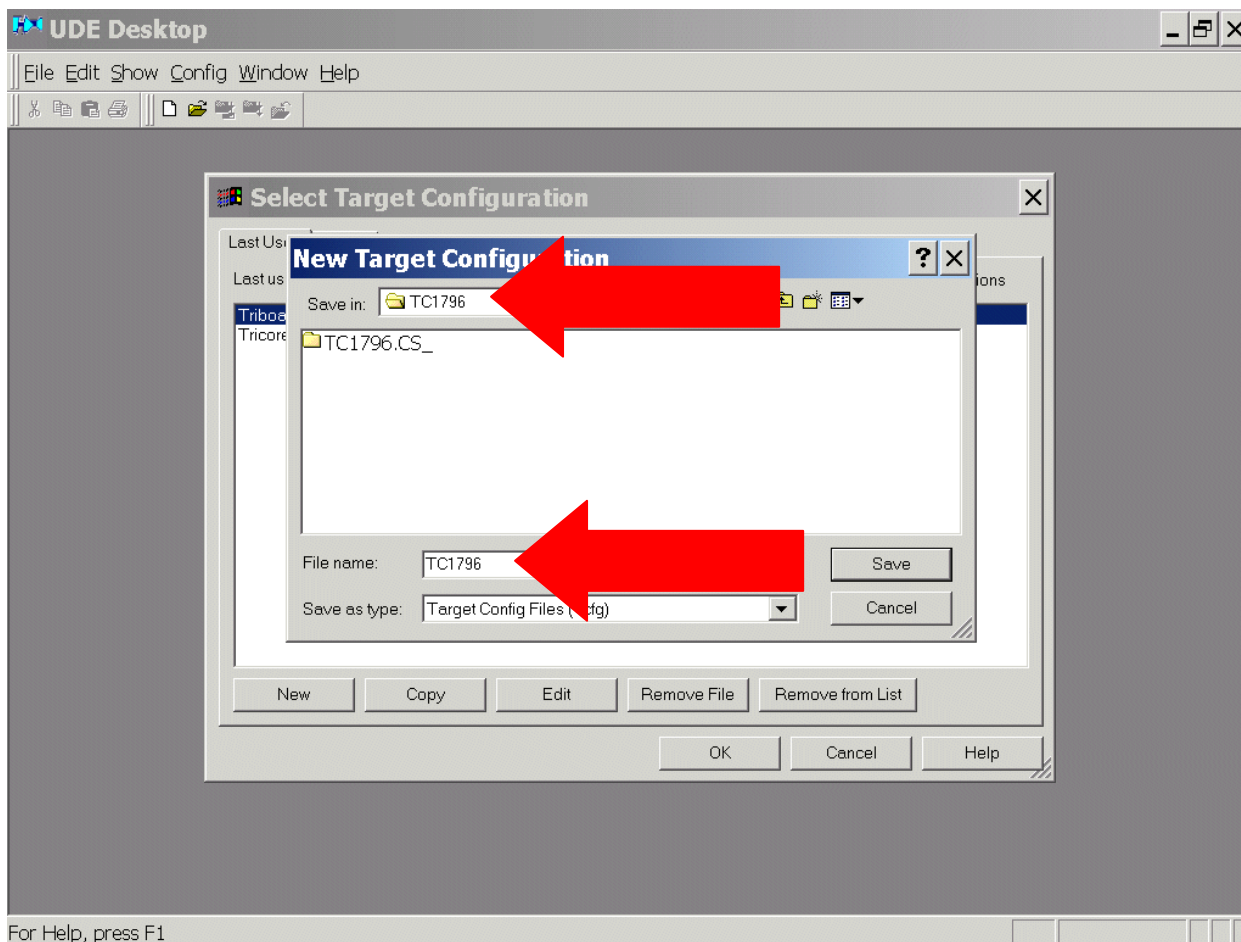 UDE Desktop
File Edit Show Config Window Help
Select Target Configuration
Last Us
New Target Configu tion
Last us
ions
Save in: TC1796
Triboa
Tricore
TC1796.CS_
File name: TC1796
Save
Save as type: Target Config Files ( cfg)
Cancel
New Copy Edit Remove File Remove from List
OK Cancel Help
For Help, press F1